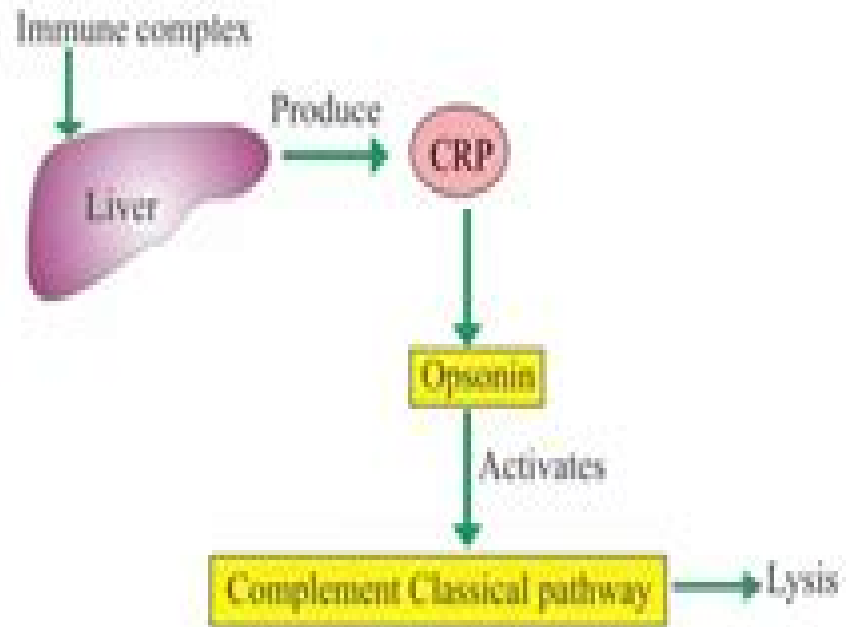 Immune complex
Produce
CRP
Liver
Opsonin
Activates
Complement Classical pathway
Lysis